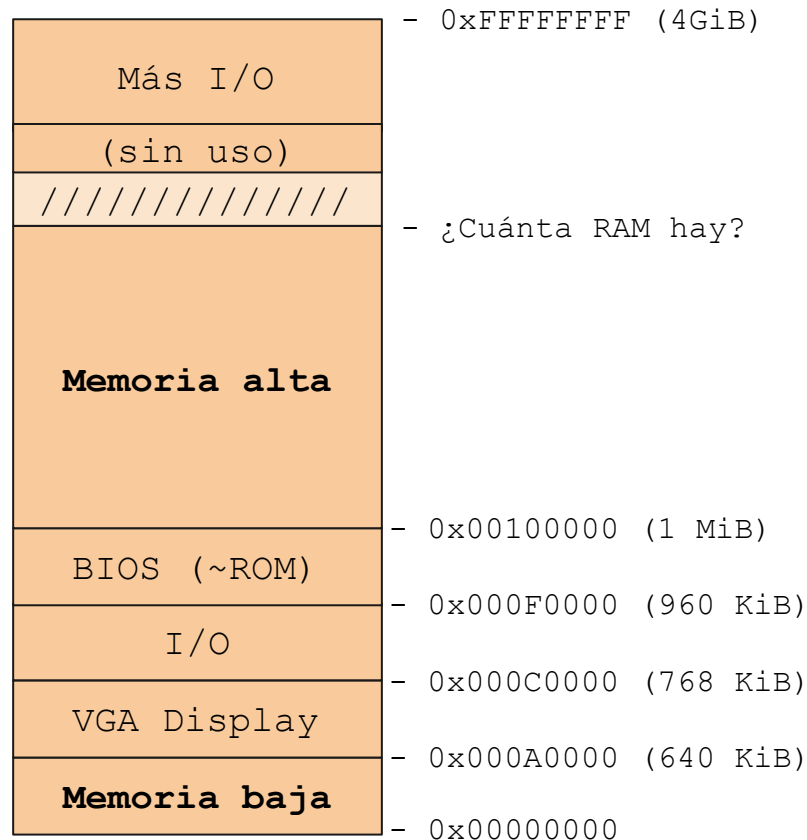 - 0xFFFFFFFF (4GiB)
Más I/O
(sin uso)
//////////////
- ¿Cuánta RAM hay?
Memoria alta
- 0x00100000 (1 MiB)
BIOS (~ROM)
- 0x000F0000 (960 KiB)
I/O
- 0x000C0000 (768 KiB)
VGA Display
- 0x000A0000 (640 KiB)
Memoria baja
- 0x00000000